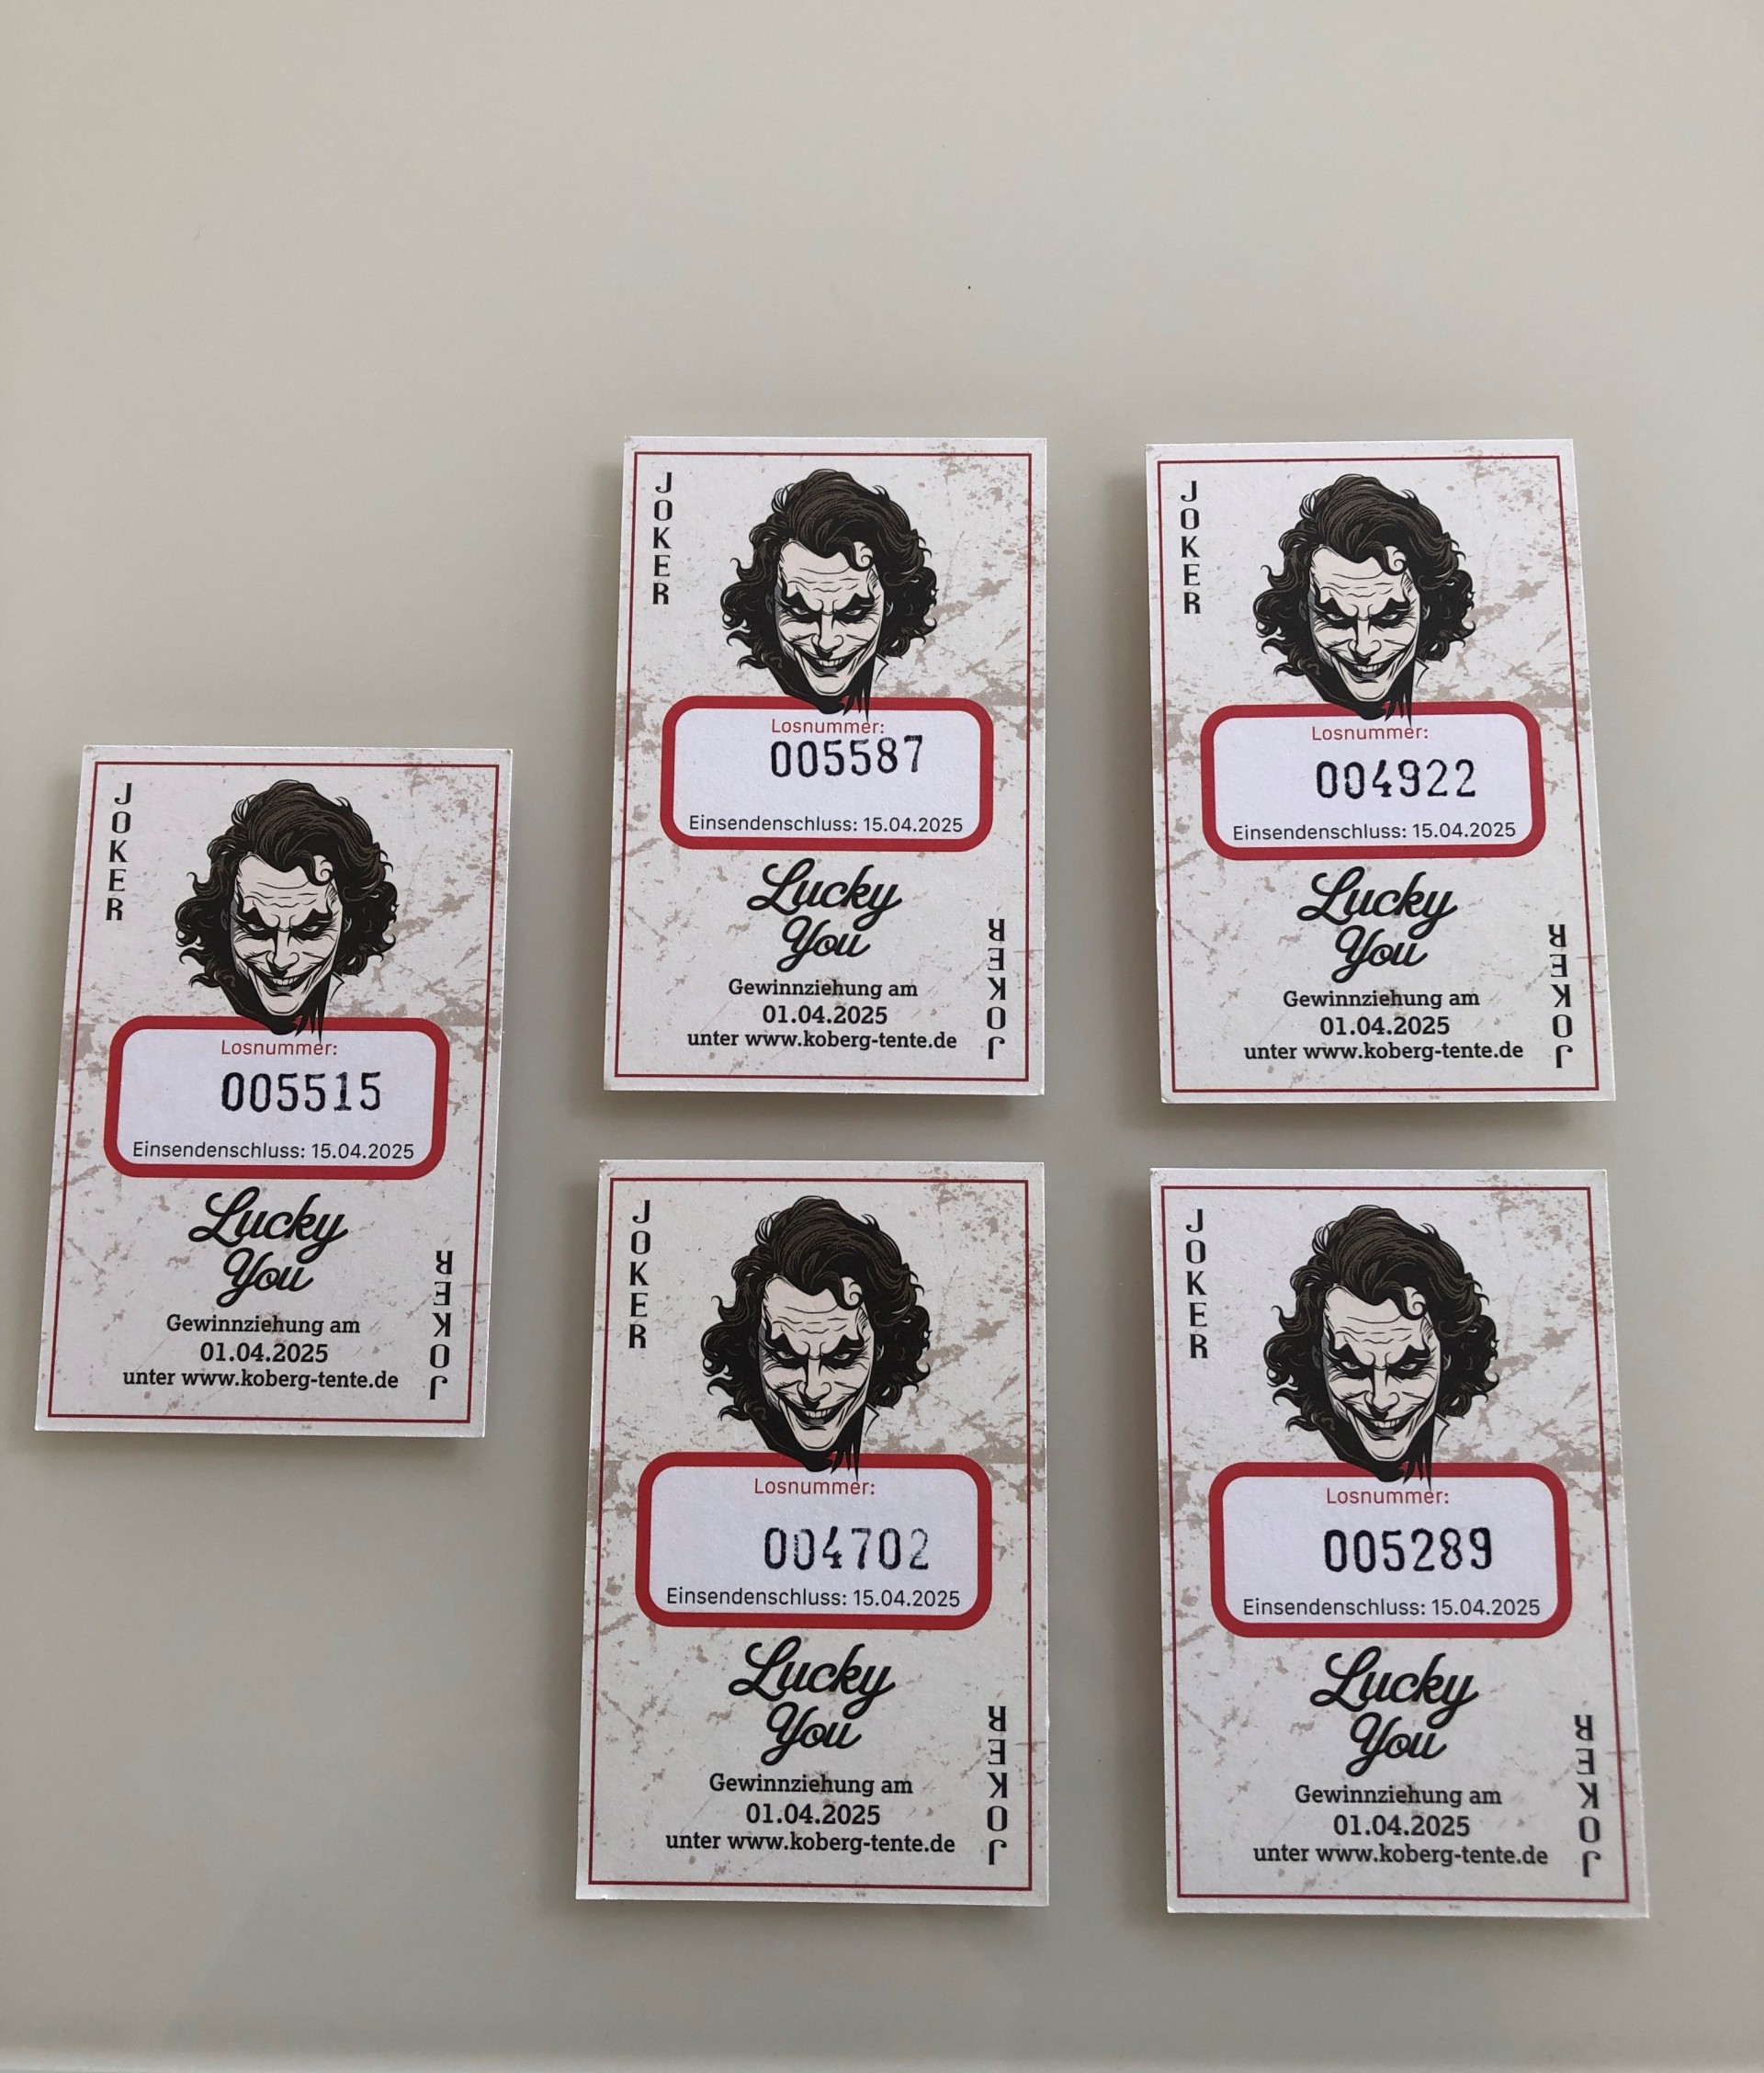 JOKER
Losnummer:
005515
Einsendenschluss: 15.04.2025
Lucky
You
Gewinnziehung am
01.04.2025
unter www.koberg-tente.de
JOKER
JOKER
Losnummer:
005587
Einsendenschluss: 15.04.2025
Lucky
You
Gewinnziehung am
01.04.2025
unter www.koberg-tente.de
JOKER
JOKER
Losnummer:
004922
Einsendenschluss: 15.04.2025
Lucky
You
Gewinnziehung am
01.04.2025
unter www.koberg-tente.de
JOKER
JOKER
Losnummer:
004702
Einsendenschluss: 15.04.2025
Lucky
You
Gewinnziehung am
01.04.2025
unter www.koberg-tente.de
JOKER
JOKER
Losnummer:
005289
Einsendenschluss: 15.04.2025
Lucky
You
Gewinnziehung am
01.04.2025
unter www.koberg-tente.de
JOKER